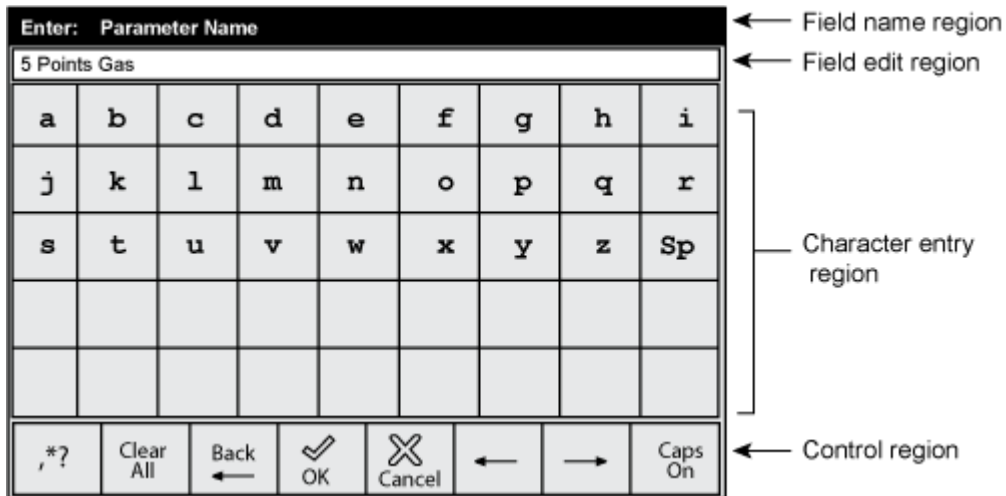 Enter: Parameter Name
Field name region
5 Points Gas
Field edit region
a b c d e f g h i
j k l m n o p q r
s t u v w x y z Sp
Character entry
region
,*? Clear All Back OK Cancel Caps On
Control region